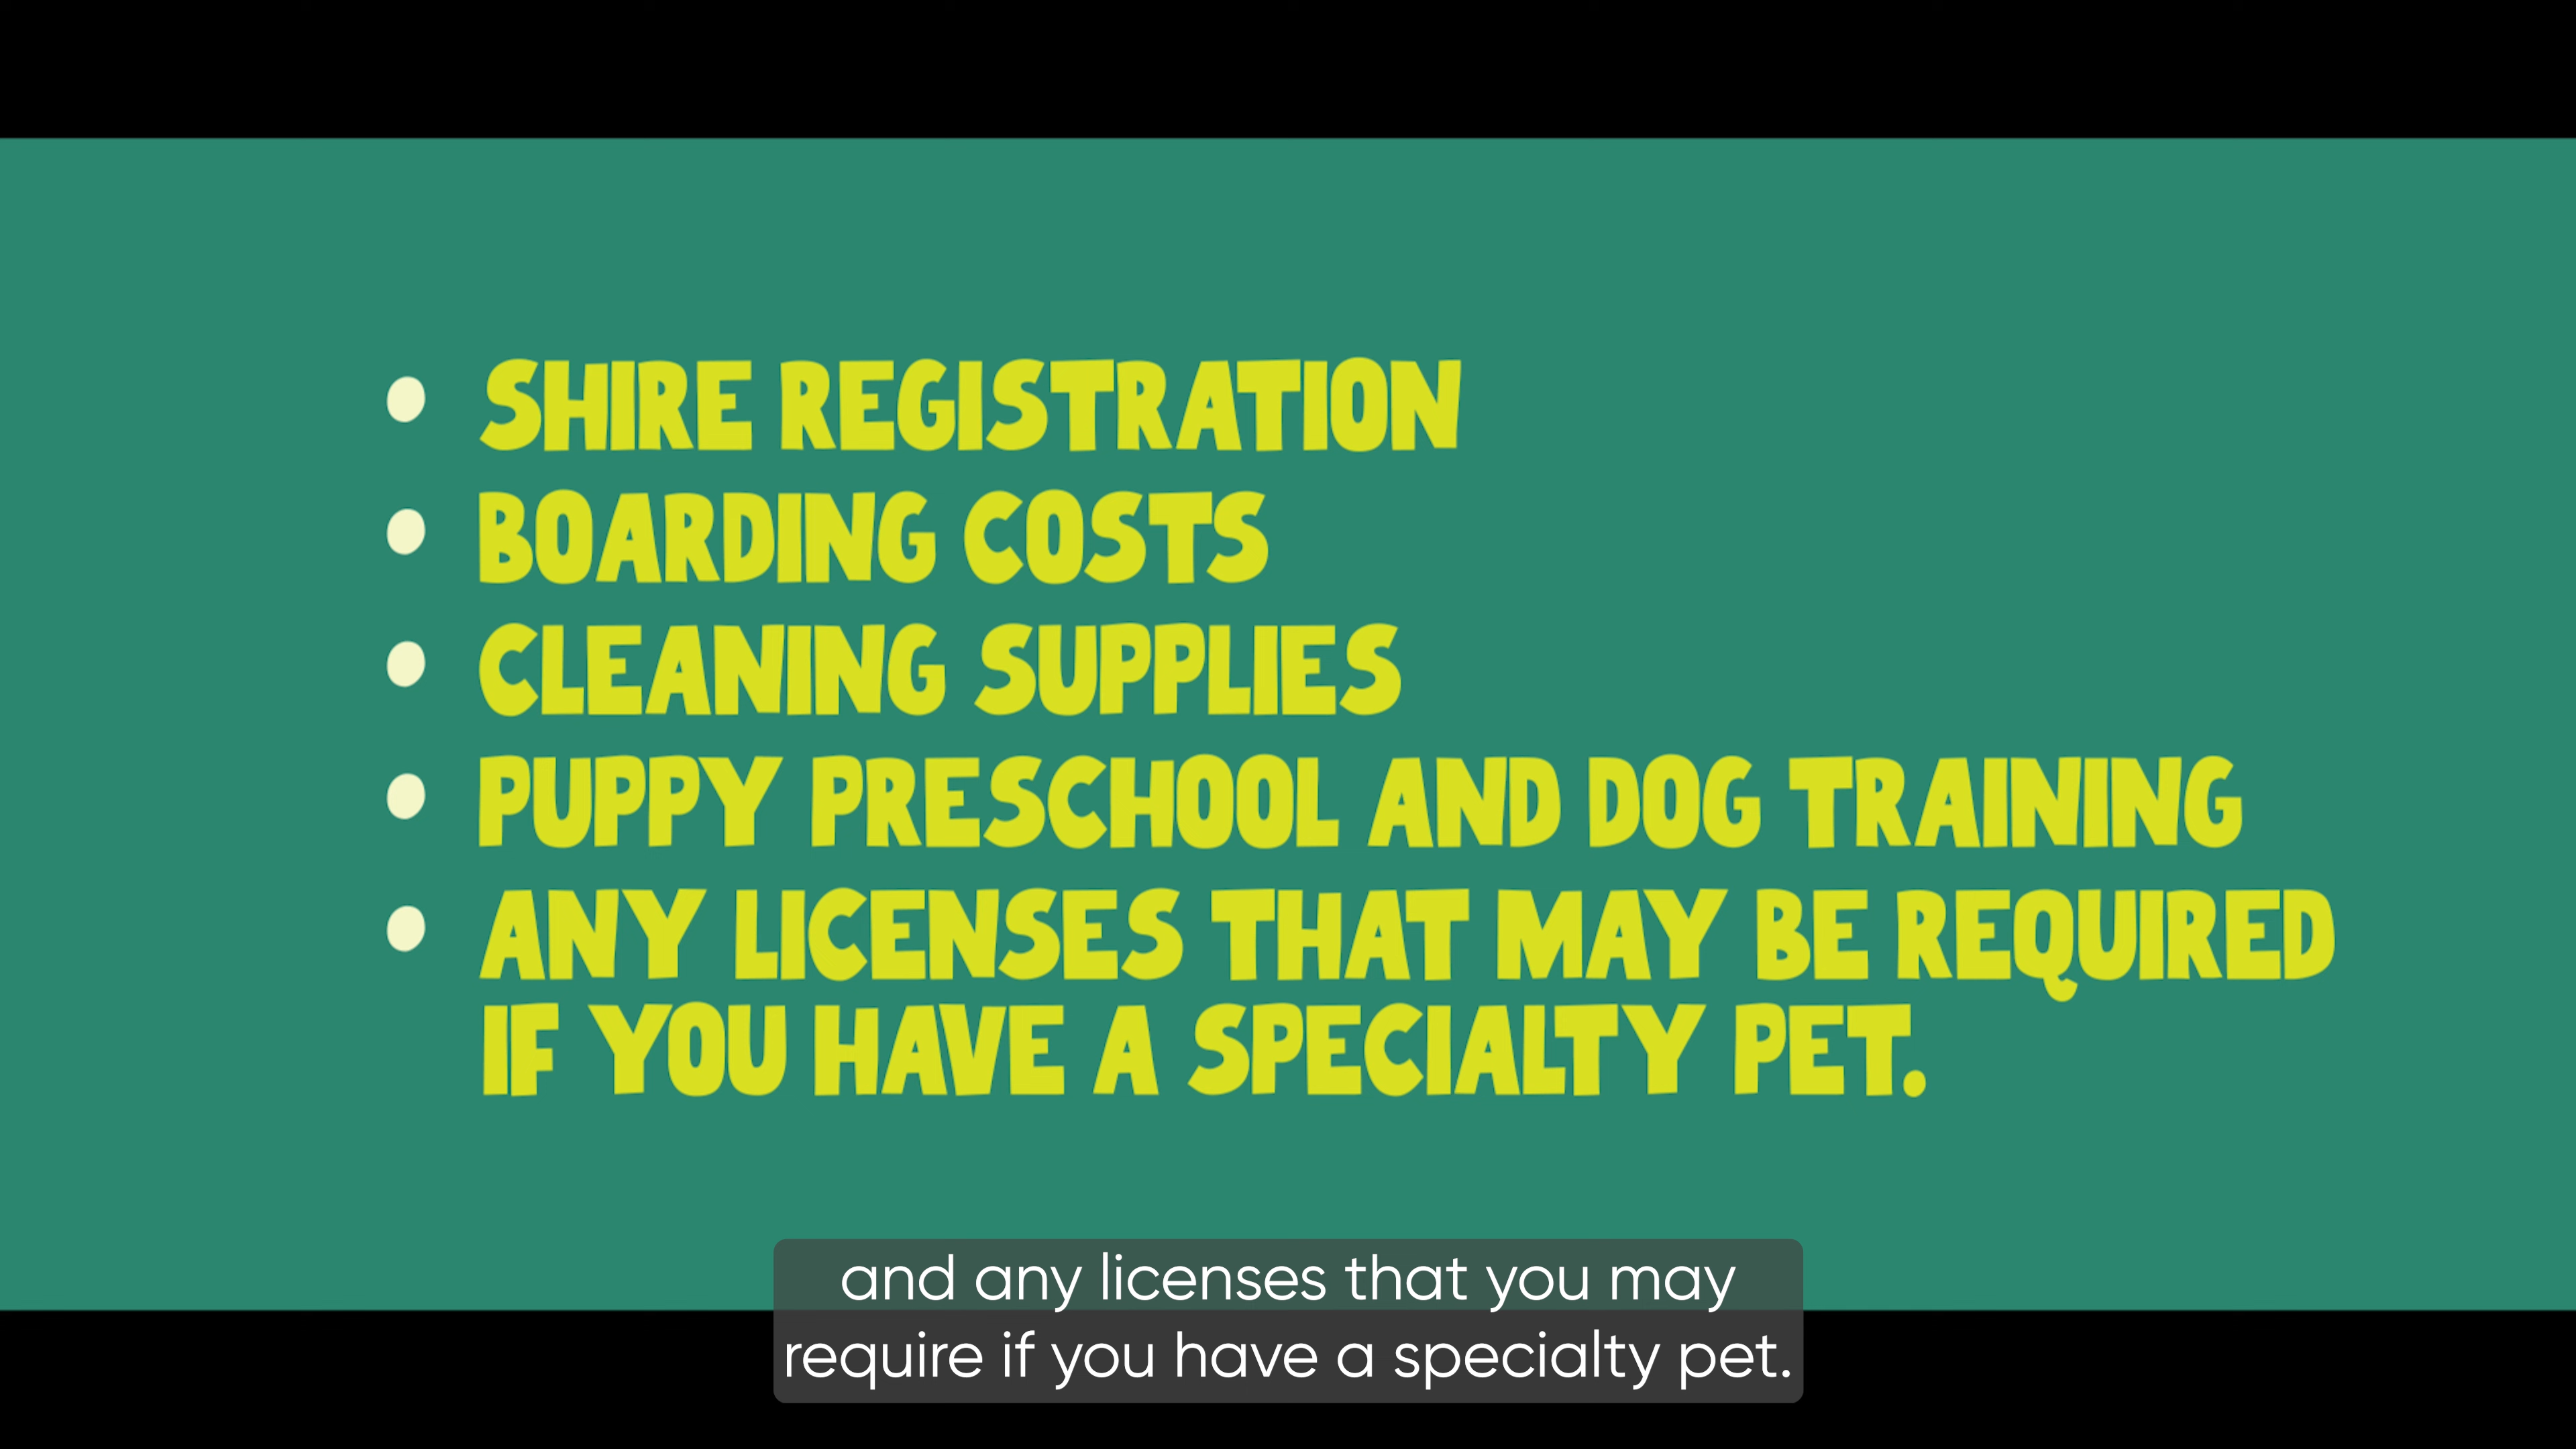 • SHIRE REGISTRATION
• BOARDING COSTS
• CLEANING SUPPLIES
• PUPPY PRESCHOOL AND DOG TRAINING
• ANY LICENSES THAT MAY BE REQUIRED
IF YOU HAVE A SPECIALTY PET.
and any licenses that you may
require if you have a specialty pet.